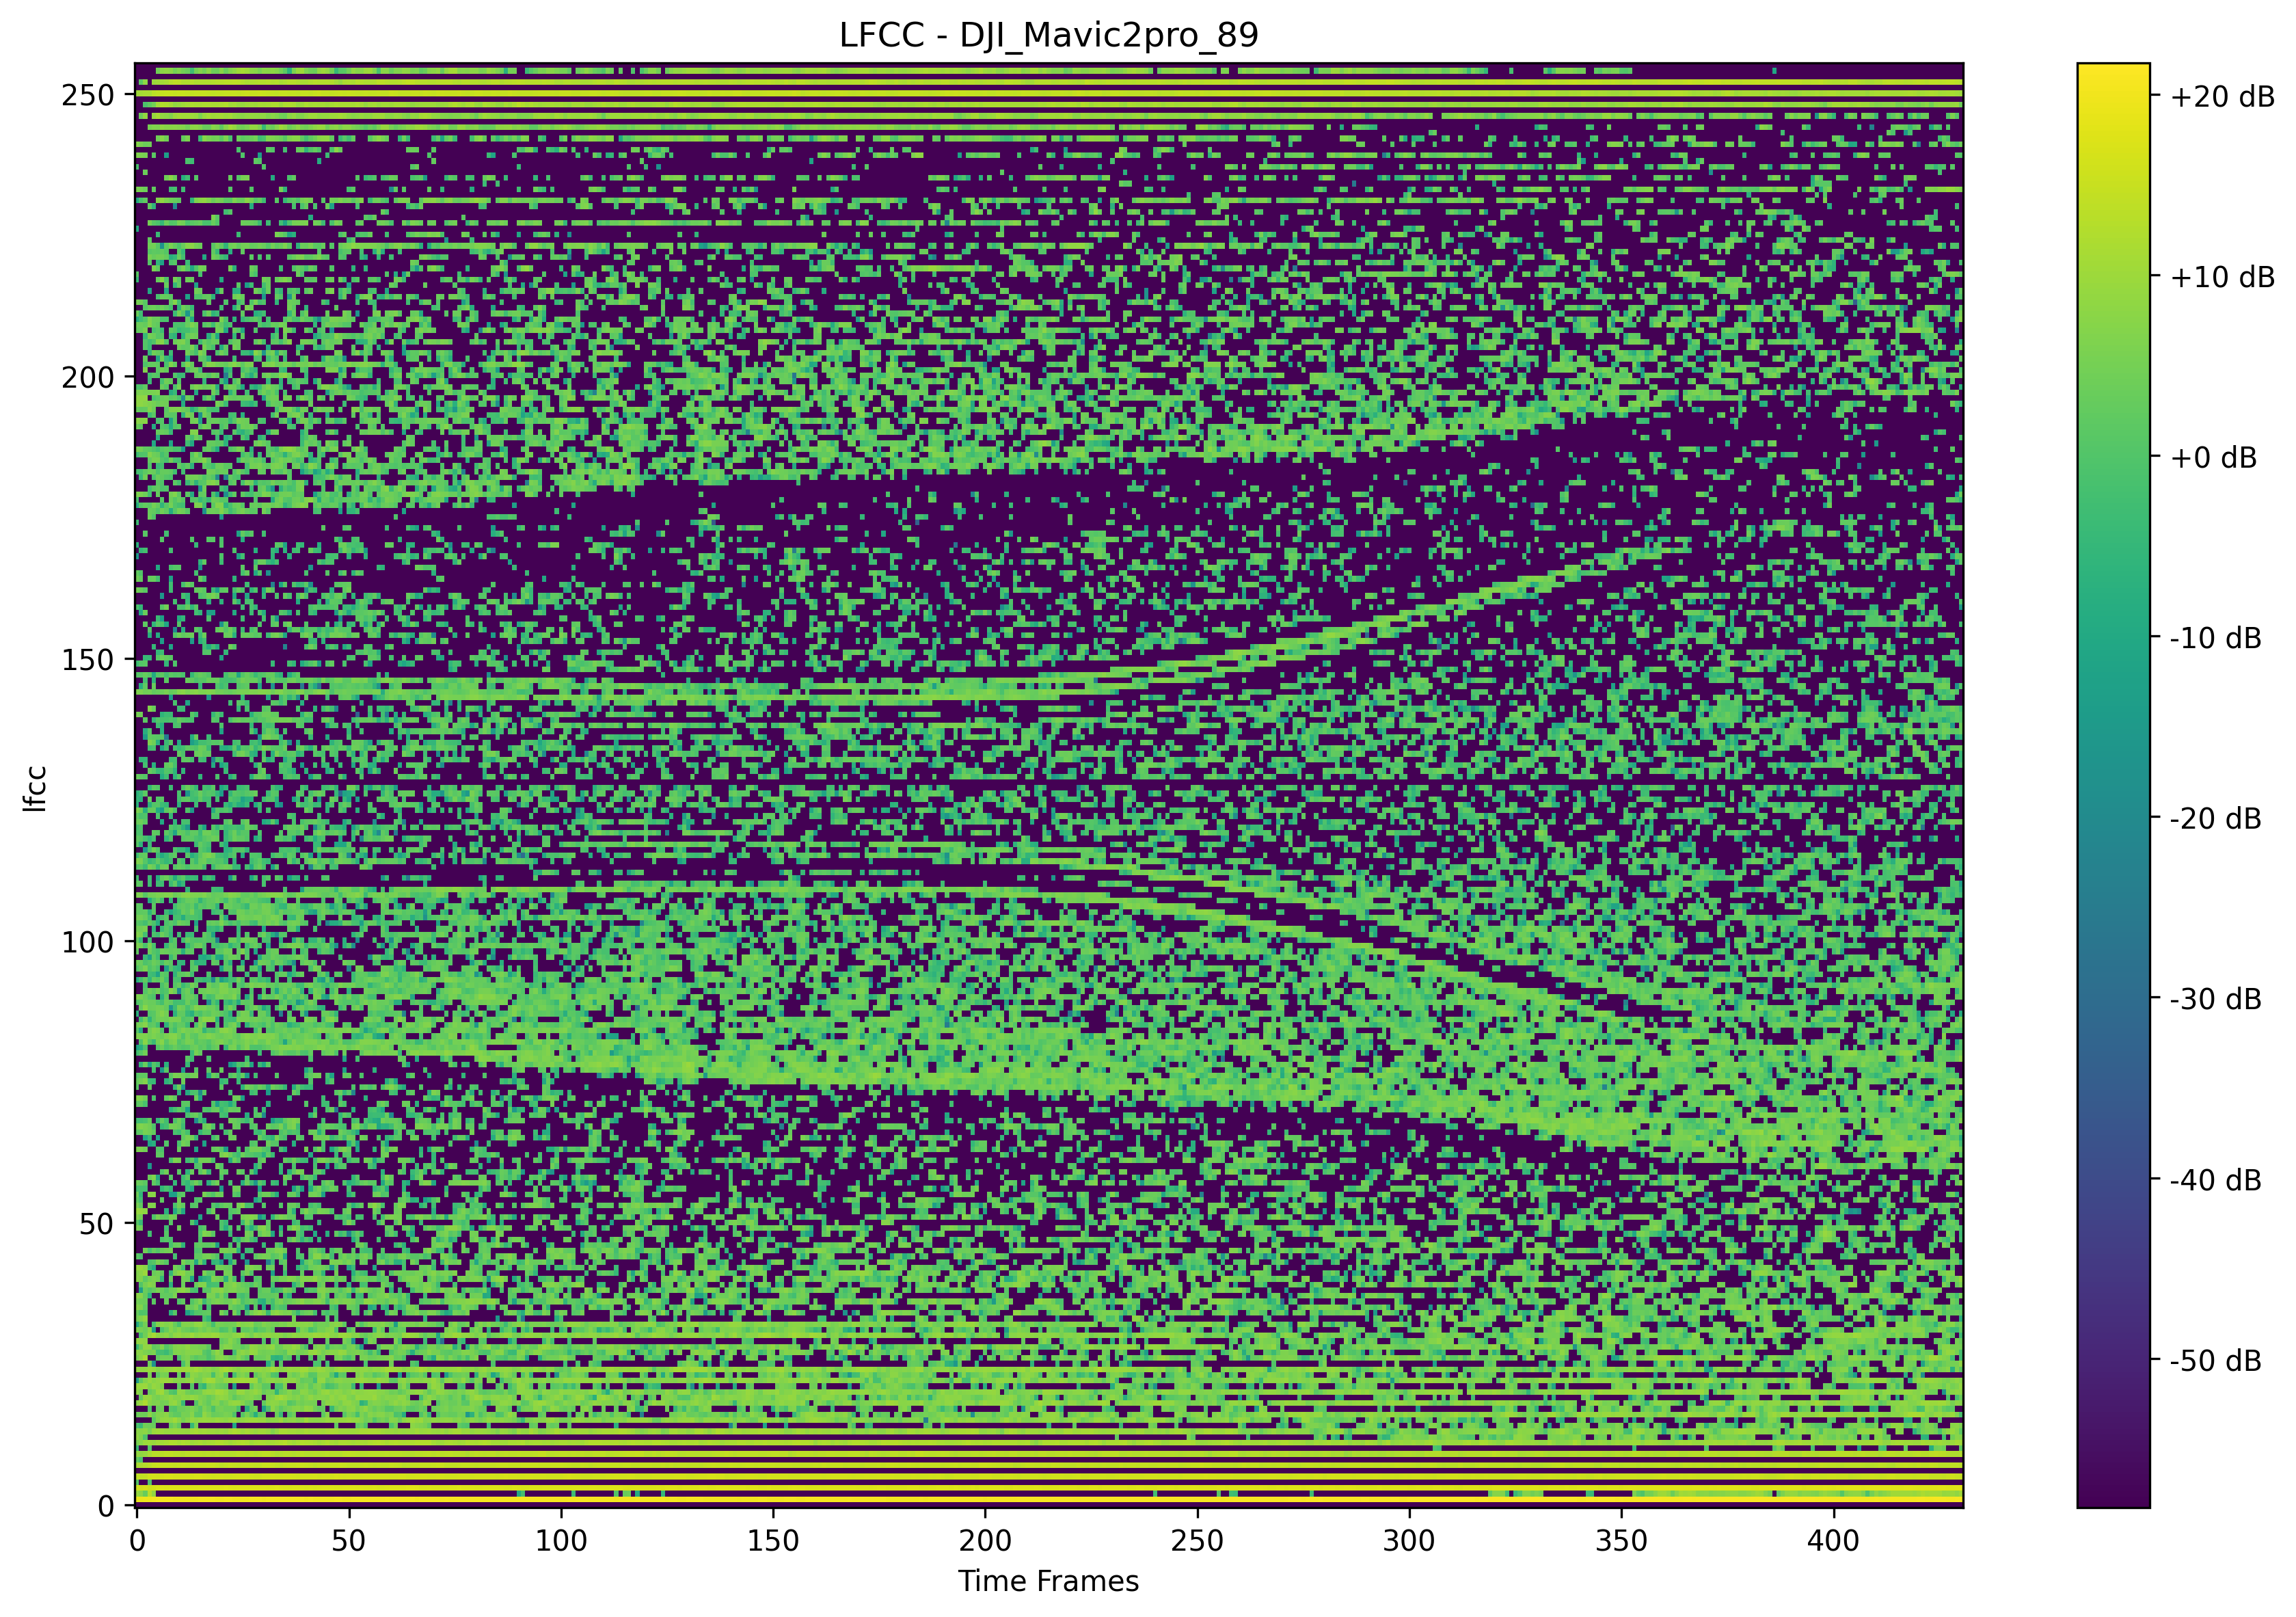 LFCC - DJI_Mavic2pro_89
250
200
150
100
50
0
lfcc
0 50 100 150 200 250 300 350 400
Time Frames
+20 dB
+10 dB
+0 dB
-10 dB
-20 dB
-30 dB
-40 dB
-50 dB